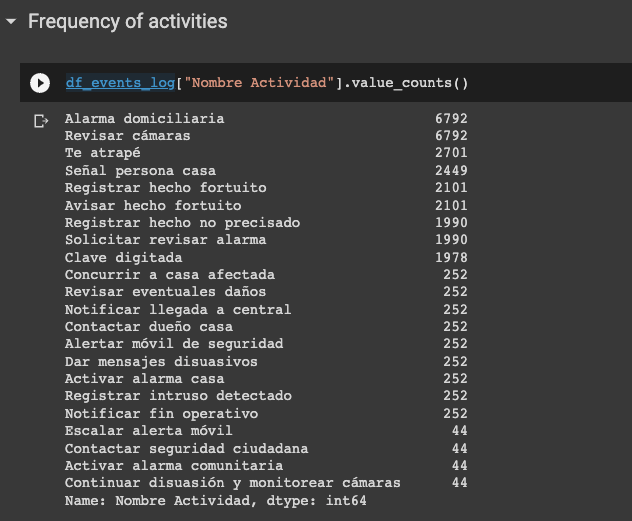 Frequency of activities
df_events_log["Nombre Actividad"].value_counts()
Alarma domiciliaria 6792
Revisar cámaras 6792
Te atrapé 2701
Señal persona casa 2449
Registrar hecho fortuito 2101
Avisar hecho fortuito 2101
Registrar hecho no precisado 1990
Solicitar revisar alarma 1990
Clave digitada 1978
Concurrir a casa afectada 252
Revisar eventuales daños 252
Notificar llegada a central 252
Contactar dueño casa 252
Alertar móvil de seguridad 252
Dar mensajes disuasivos 252
Activar alarma casa 252
Registrar intruso detectado 252
Notificar fin operativo 252
Escalar alerta móvil 44
Contactar seguridad ciudadana 44
Activar alarma comunitaria 44
Continuar disuasión y monitorear cámaras 44
Name: Nombre Actividad, dtype: int64